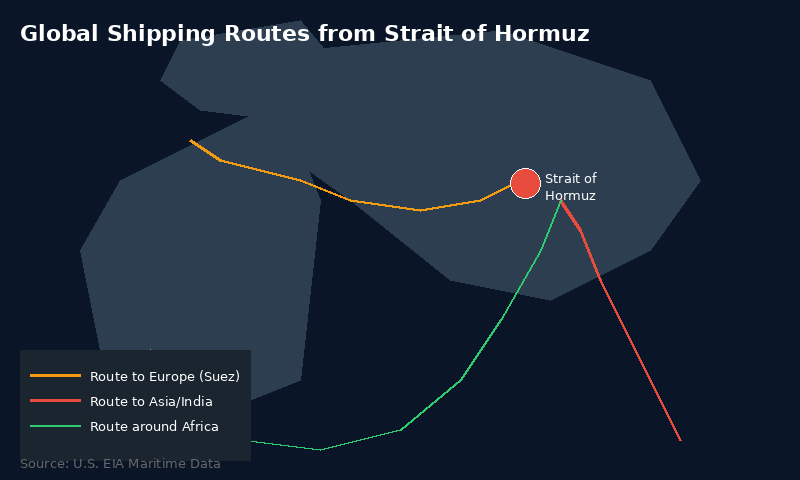 Global Shipping Routes from Strait of Hormuz
Strait of
Hormuz
Route to Europe (Suez)
Route to Asia/India
Route around Africa
Source: U.S. EIA Maritime Data